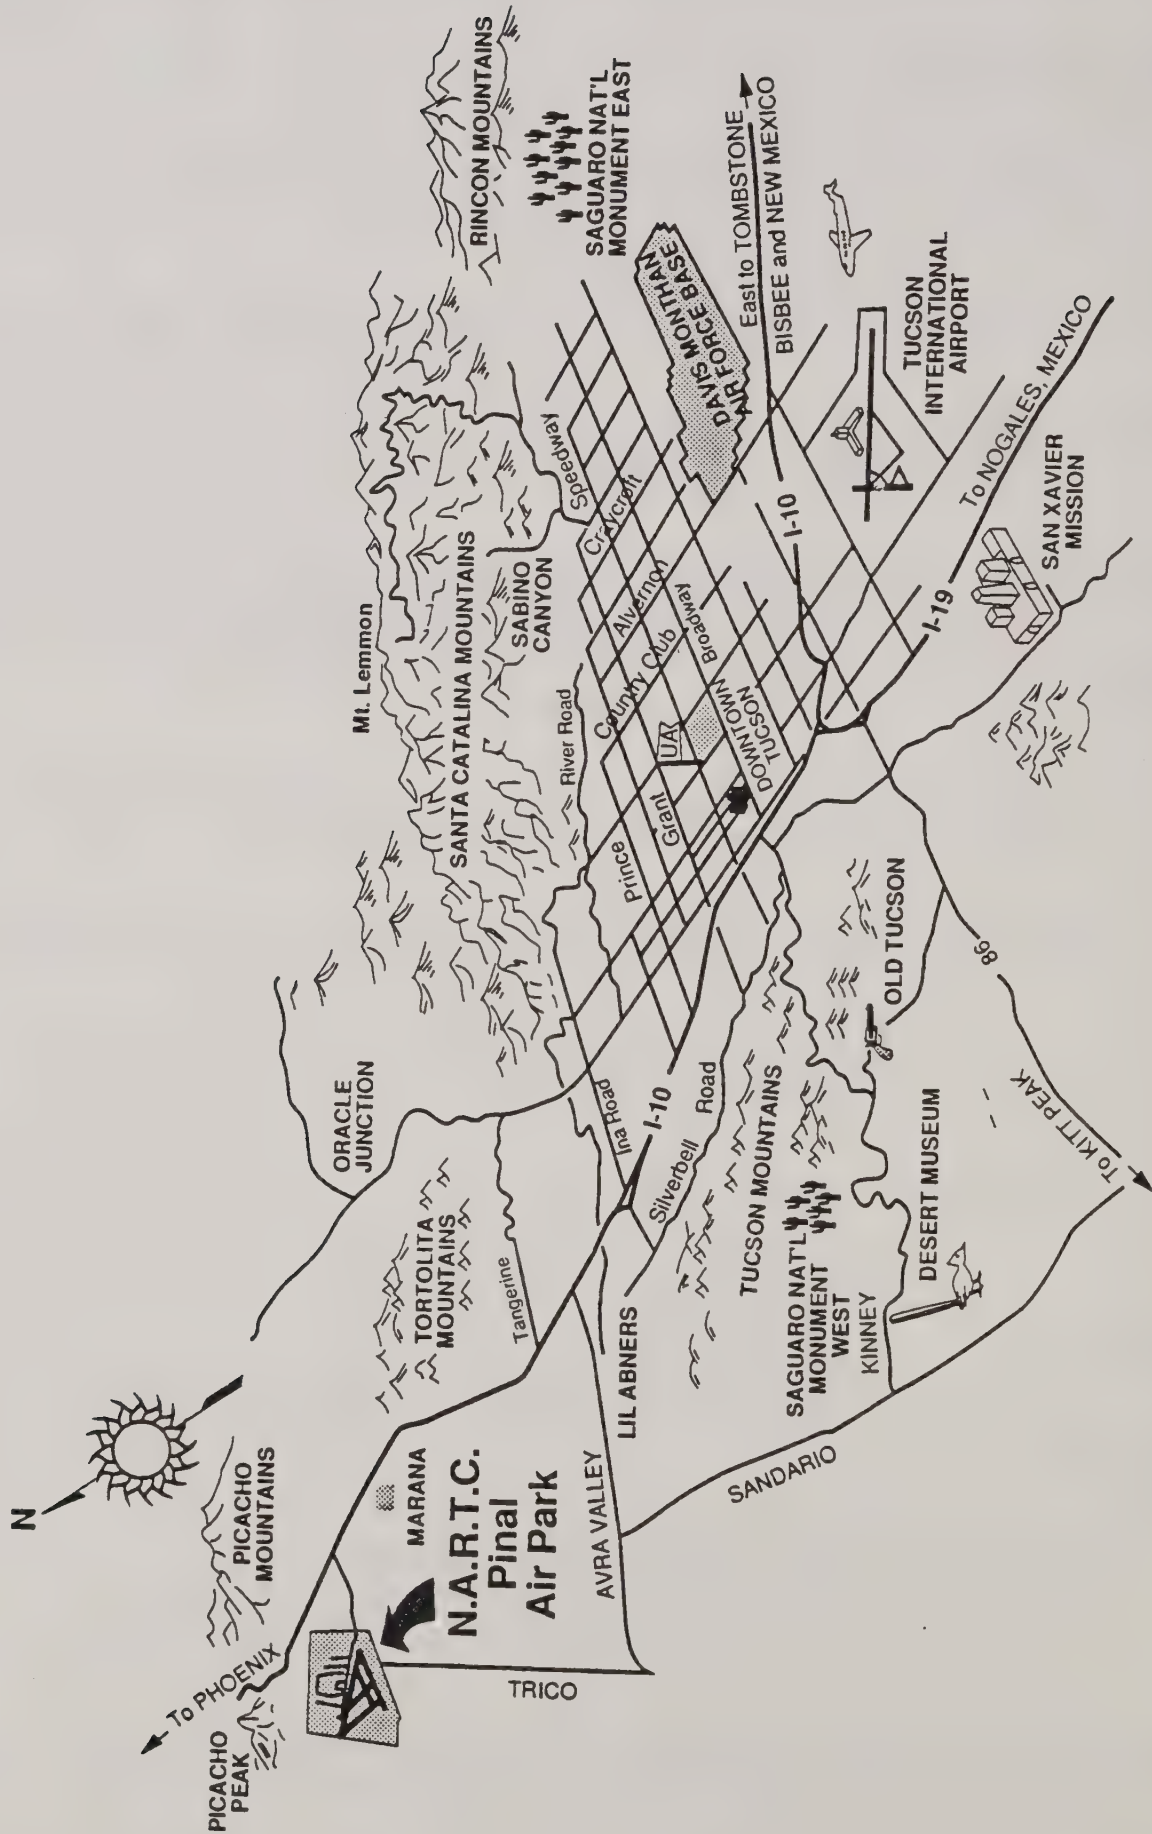 N
To PHOENIX
PICACHO
PEAK
PICACHO
MOUNTAINS
MARANA
N.A.R.T.C.
Pinal
Air Park
TRICO
AVRA VALLEY
SANDARIO
LIL ABNERS
TORTOLITA
MOUNTAINS
Tangerine
ORACLE
JUNCTION
Ina Road
I-10
Silverbell
Road
TUCSON MOUNTAINS
SAGUARO NAT'L
MONUMENT
WEST
KINNEY
DESERT MUSEUM
OLD TUCSON
86
To KITT PEAK
Mt. Lemmon
SANTA CATALINA MOUNTAINS
SABINO
CANYON
River Road
Prince
Grant
UA
Country Club
Alvernon
Craycroft
Speedway
Broadway
DOWNTOWN
TUCSON
I-10
I-19
To NOGALES, MEXICO
SAN XAVIER
MISSION
TUCSON
INTERNATIONAL
AIRPORT
DAVIS MONTHAN
AIR FORCE BASE
East to TOMBSTONE
BISBEE and NEW MEXICO
SAGUARO NAT'L
MONUMENT EAST
RINCON MOUNTAINS